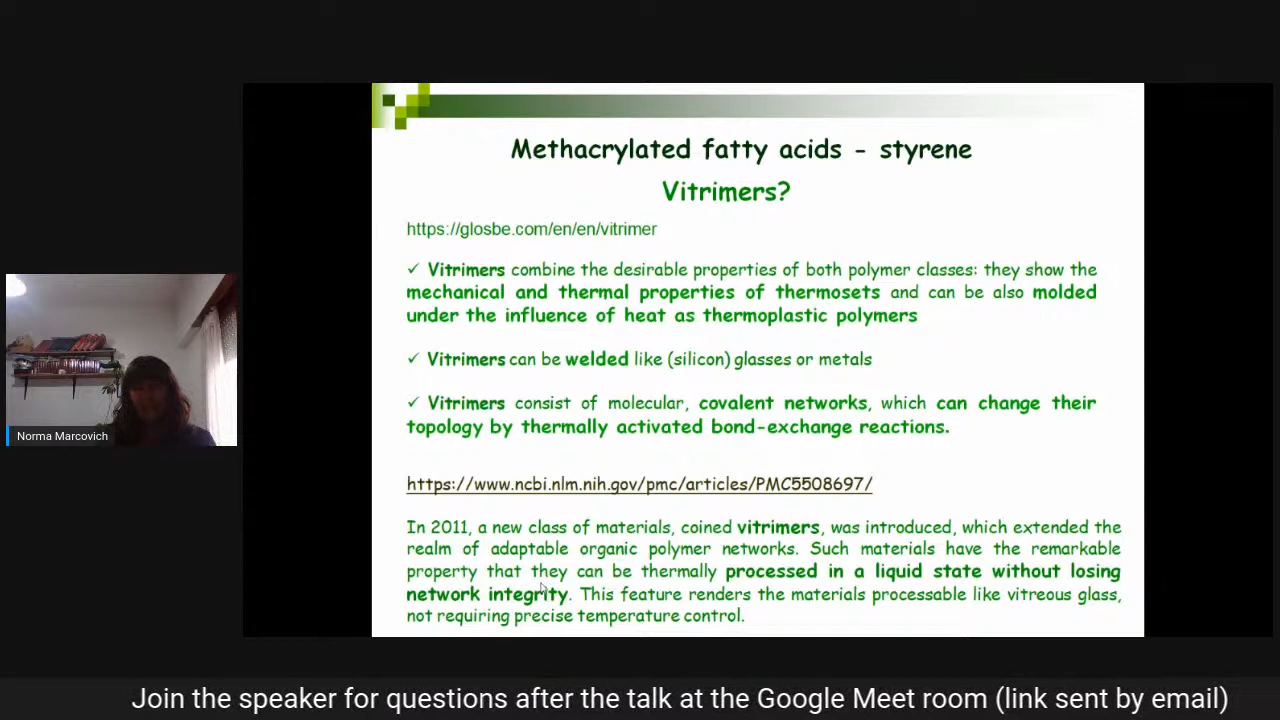 Methacrylated fatty acids - styrene
Vitrimers?
https://glosbe.com/en/en/vitrimer
✓ Vitrimers combine the desirable properties of both polymer classes: they show the
mechanical and thermal properties of thermosets and can be also molded
under the influence of heat as thermoplastic polymers
✓ Vitrimers can be welded like (silicon) glasses or metals
✓ Vitrimers consist of molecular, covalent networks, which can change their
topology by thermally activated bond-exchange reactions.
https://www.ncbi.nlm.nih.gov/pmc/articles/PMC5508697/
In 2011, a new class of materials, coined vitrimers, was introduced, which extended the
realm of adaptable organic polymer networks. Such materials have the remarkable
property that they can be thermally processed in a liquid state without losing
network integrity. This feature renders the materials processable like vitreous glass,
not requiring precise temperature control.
Norma Marcovich
Join the speaker for questions after the talk at the Google Meet room (link sent by email)